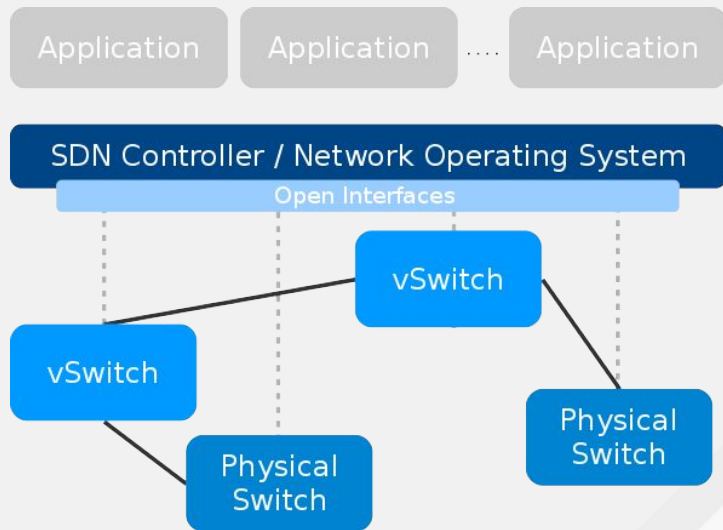 Application
Application
....
Application
SDN Controller / Network Operating System
Open Interfaces
vSwitch
vSwitch
Physical
Switch
Physical
Switch